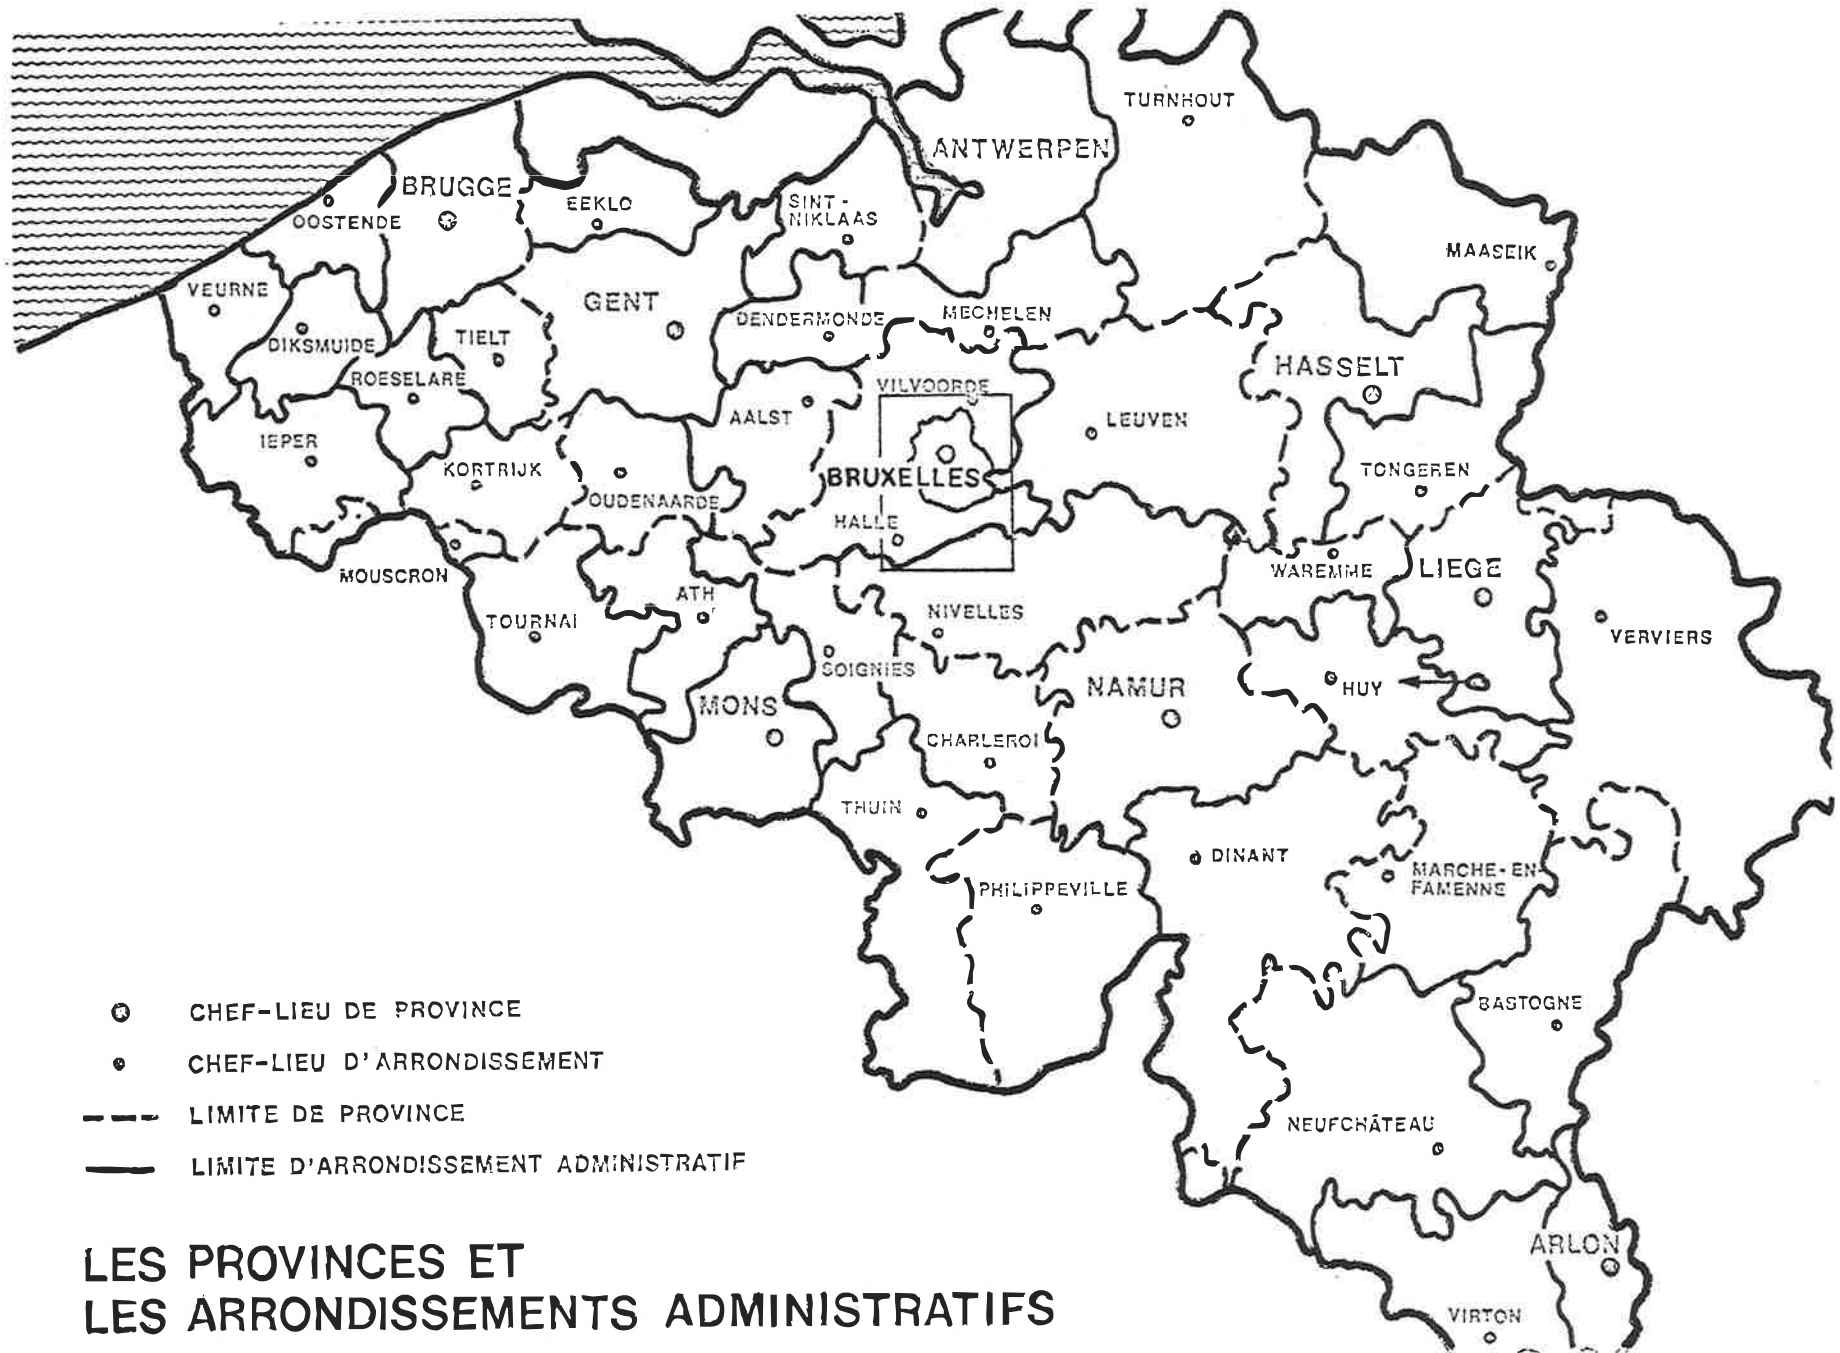 TURNHOUT
ANTWERPEN
BRUGGE
EEKLO
SINT-
NIKLAAS
OOSTENDE
MAASEIK
VEURNE
GENT
DENDERMONDE
MECHELEN
DIKSMUIDE
TIELT
HASSELT
ROESELARE
VILVOORDE
AALST
LEUVEN
IEPER
KORTRIJK
BRUXELLES
TONGEREN
OUDENAARDE
HALLE
MOUSCRON
WAREMME
LIEGE
ATH
TOURNAI
NIVELLES
VERVIERS
SOIGNIES
NAMUR
HUY
MONS
CHARLEROI
THUIN
DINANT
MARCHE-EN-
FAMENNE
PHILIPPEVILLE
BASTOGNE
NEUFCHÂTEAU
ARLON
VIRTON
CHEF-LIEU DE PROVINCE
CHEF-LIEU D'ARRONDISSEMENT
LIMITE DE PROVINCE
LIMITE D'ARRONDISSEMENT ADMINISTRATIF
LES PROVINCES ET
LES ARRONDISSEMENTS ADMINISTRATIFS